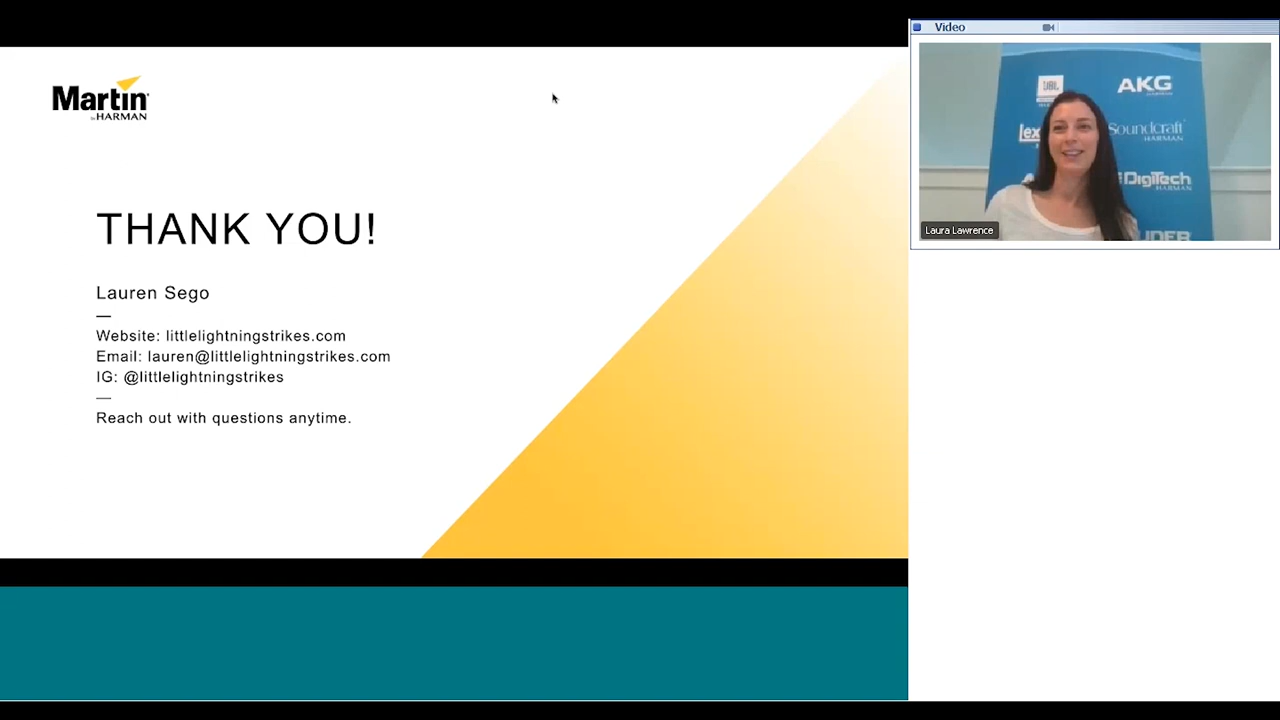 Martin
by HARMAN
THANK YOU!
Lauren Sego
Website: littlelightningstrikes.com
Email: lauren@littlelightningstrikes.com
IG: @littlelightningstrikes
Reach out with questions anytime.
Video
JBL
AKG
Soundcraft
HARMAN
DigiTech
HARMAN
Laura Lawrence